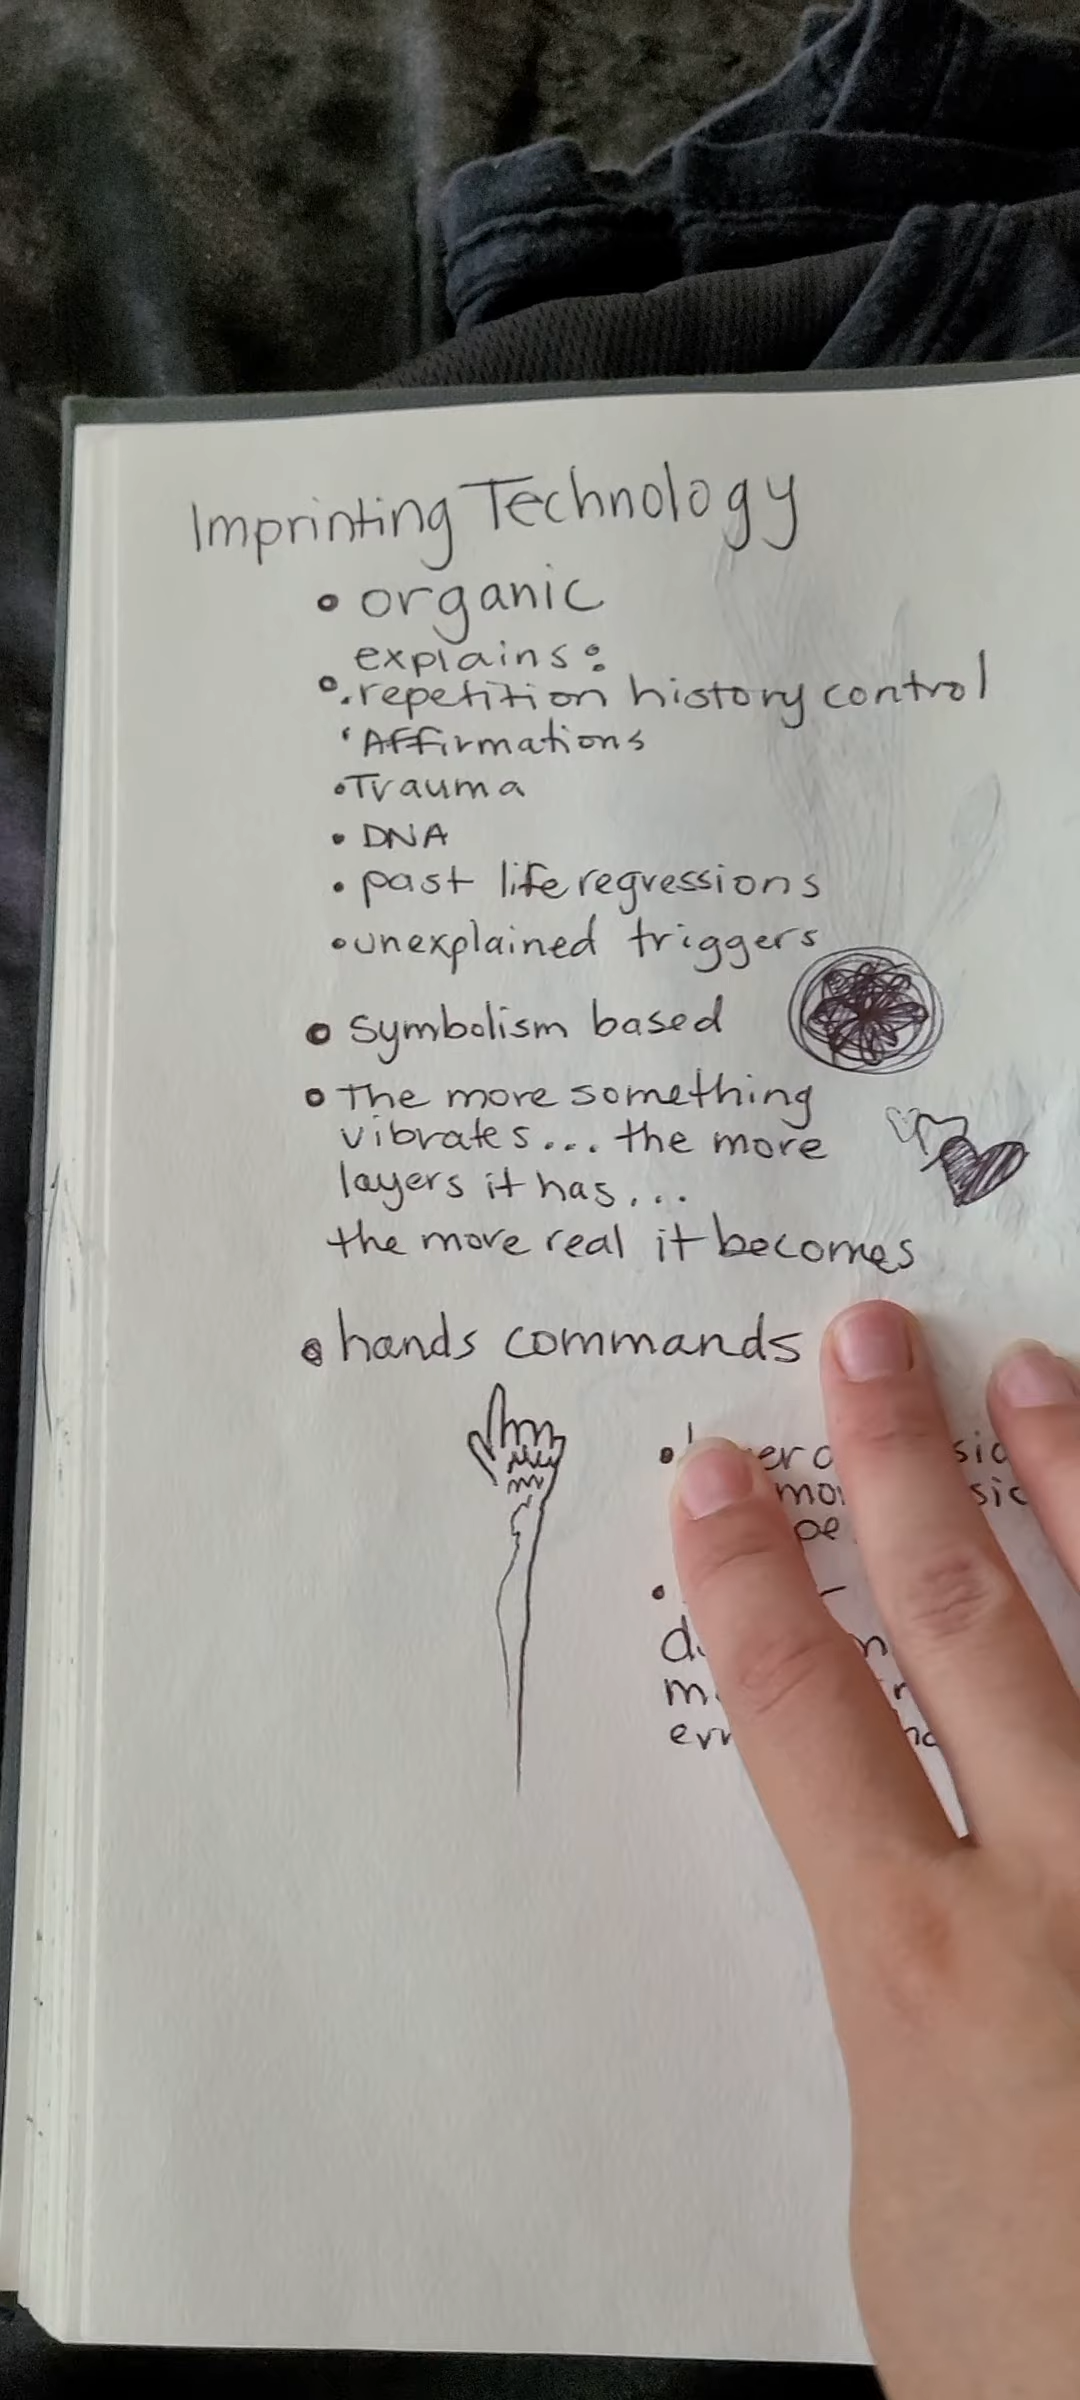 Imprinting Technology
• organic
explains:
• repetition history control
• Affirmations
• Trauma
• DNA
• past life regressions
• unexplained triggers
• Symbolism based
• The more something
vibrates... the more
layers it has...
the more real it becomes
• hands commands